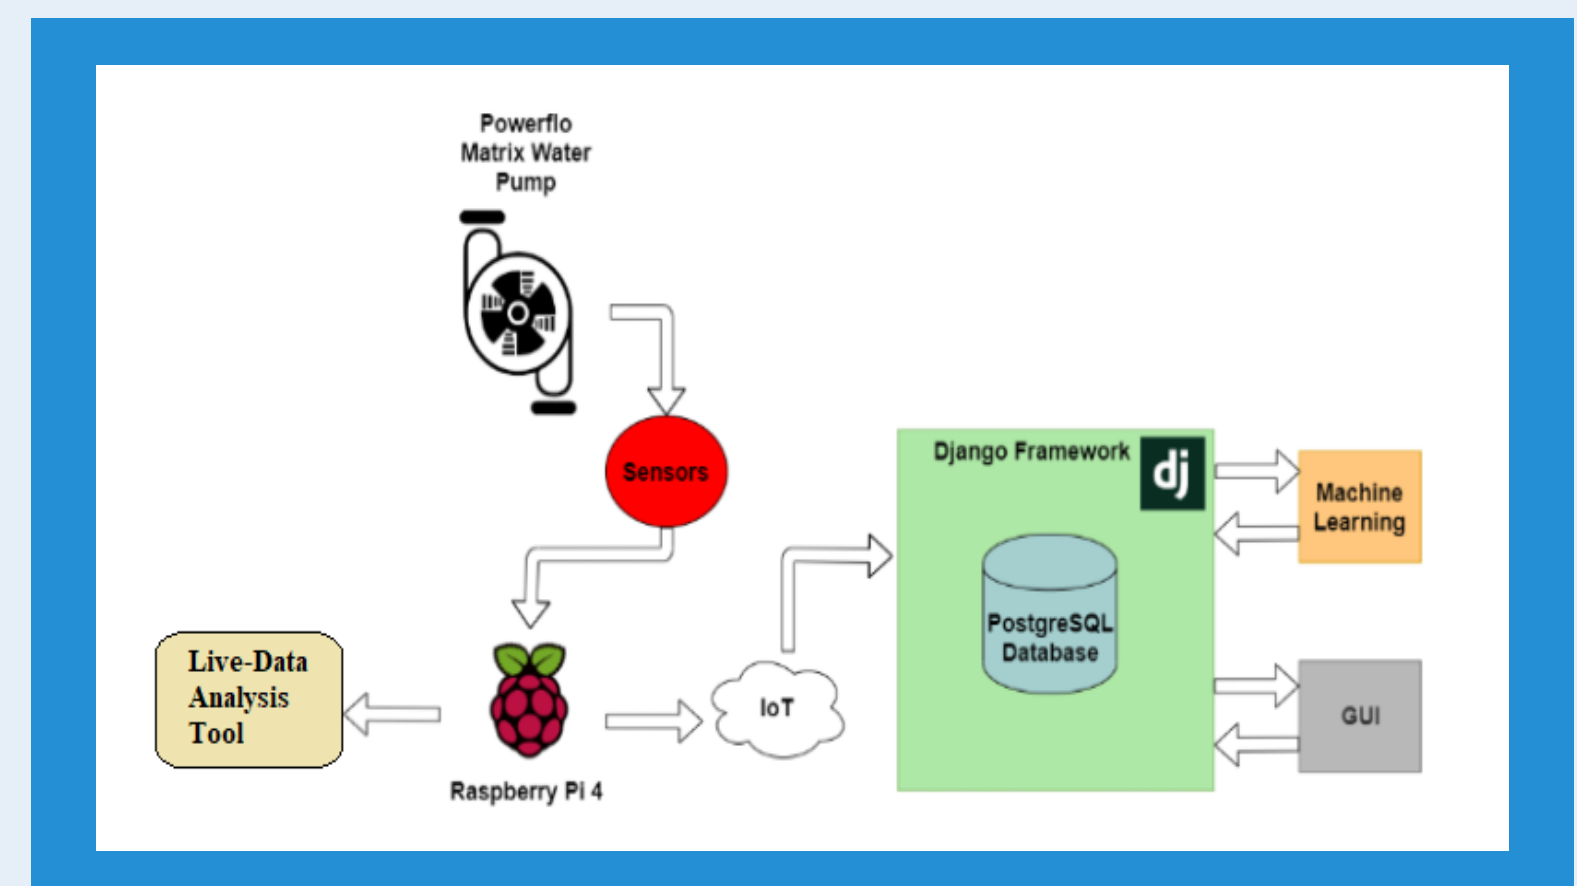 Powerflo
Matrix Water
Pump
Sensors
Django Framework
dj
Machine
Learning
PostgreSQL
Database
Live-Data
Analysis
Tool
IoT
GUI
Raspberry Pi 4